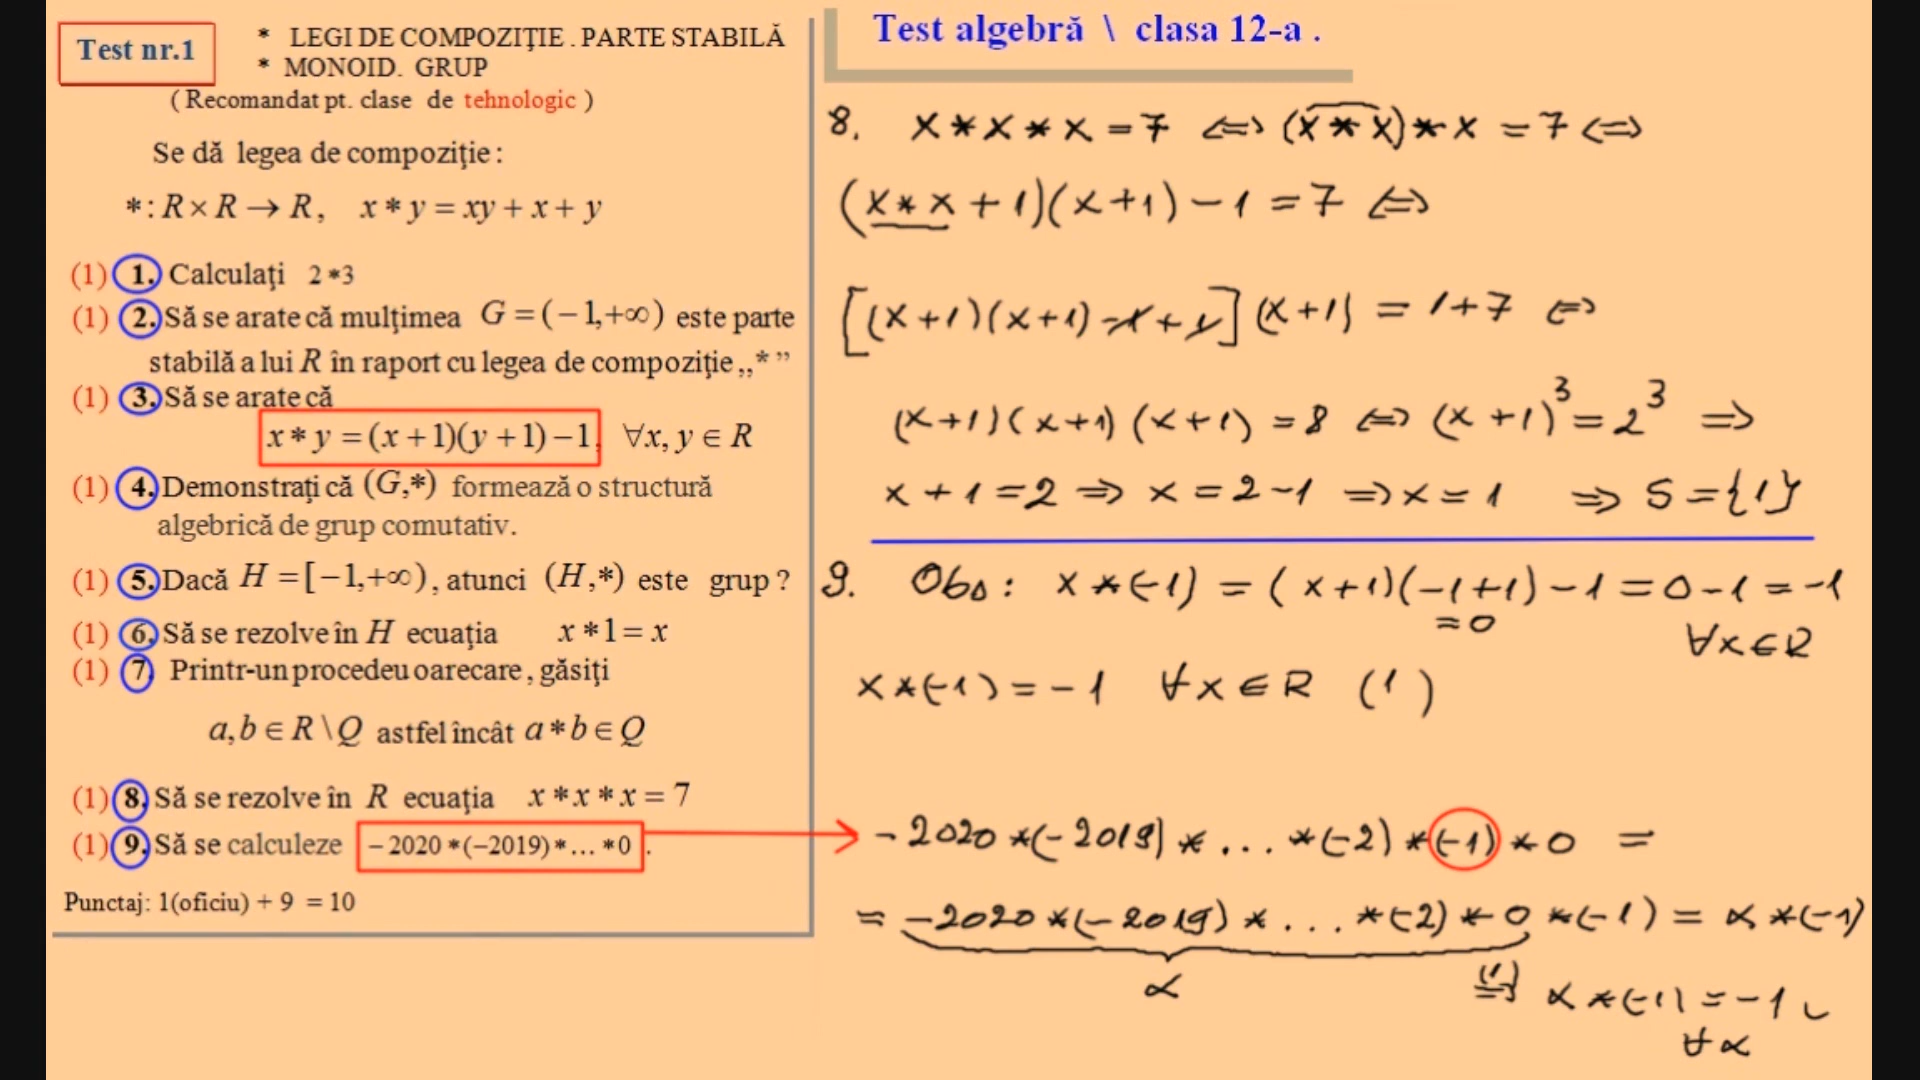 Test nr.1
* LEGI DE COMPOZIŢIE . PARTE STABILĂ
* MONOID. GRUP
( Recomandat pt. clase de tehnologic )
Se dă legea de compoziţie :
* : R × R → R, x * y = xy + x + y
(1) 1. Calculaţi 2 *3
(1) 2. Să se arate că mulţimea G = (−1,+∞) este parte
stabilă a lui R în raport cu legea de compoziţie ,,* ”
(1) 3. Să se arate că
x * y = (x + 1)(y + 1) − 1, ∀x, y ∈ R
(1) 4. Demonstraţi că (G,*) formează o structură
algebrică de grup comutativ.
(1) 5. Dacă H = [−1,+∞), atunci (H,*) este grup ?
(1) 6. Să se rezolve în H ecuaţia x *1 = x
(1) 7. Printr-un procedeu oarecare , găsiţi
a, b ∈ R \ Q astfel încât a * b ∈ Q
(1) 8. Să se rezolve în R ecuaţia x * x * x = 7
(1) 9. Să se calculeze − 2020 *(−2019) *... *0 .
Punctaj: 1(oficiu) + 9 = 10
Test algebră \ clasa 12-a .
8. x * x * x = 7 ⇔ (x * x) * x = 7 ⇔
(x * x + 1)(x + 1) − 1 = 7 ⇔
[(x + 1)(x + 1) − 1 + 1] (x + 1) = 1 + 7 ⇔
(x + 1)(x + 1)(x + 1) = 8 ⇔ (x + 1)³ = 2³ ⇒
x + 1 = 2 ⇒ x = 2 − 1 ⇒ x = 1 ⇒ S = {1}
9. Obs : x * (−1) = (x + 1)(−1 + 1) − 1 = 0 − 1 = −1
= 0 ∀x ∈ R
x * (−1) = −1 ∀x ∈ R (1)
− 2020 * (−2019) * ... * (−2) * (−1) * 0 =
= −2020 * (−2019) * ... * (−2) * 0 * (−1) = α * (−1)
α (1)= α * (−1) = −1
∀ α